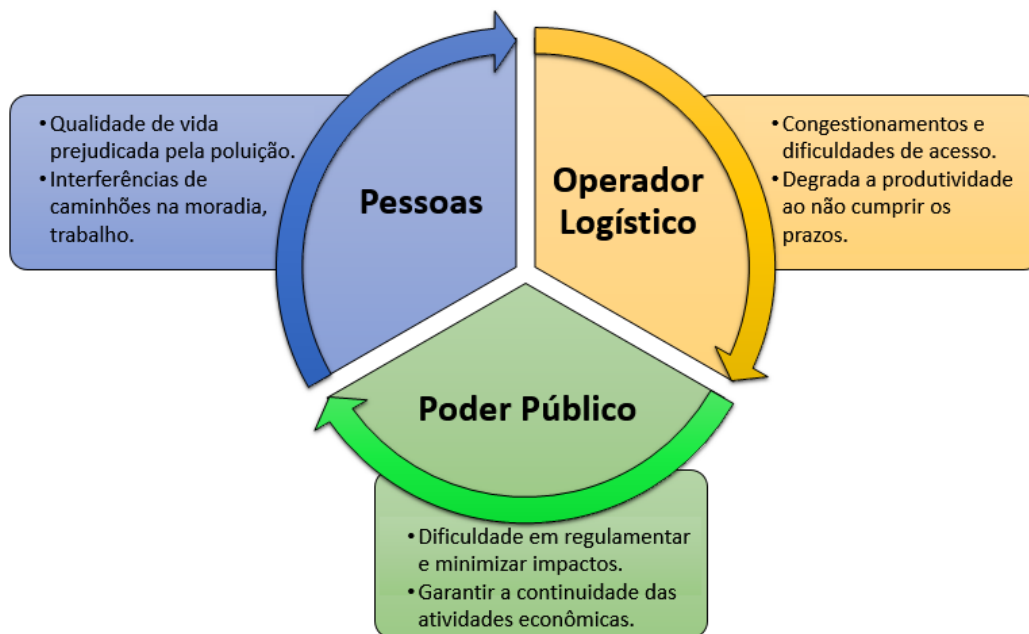 • Qualidade de vida
prejudicada pela poluição.
• Interferências de
caminhões na moradia,
trabalho.
Pessoas
Operador
Logístico
• Congestionamentos e
dificuldades de acesso.
• Degrada a produtividade
ao não cumprir os
prazos.
Poder Público
• Dificuldade em regulamentar
e minimizar impactos.
• Garantir a continuidade das
atividades econômicas.